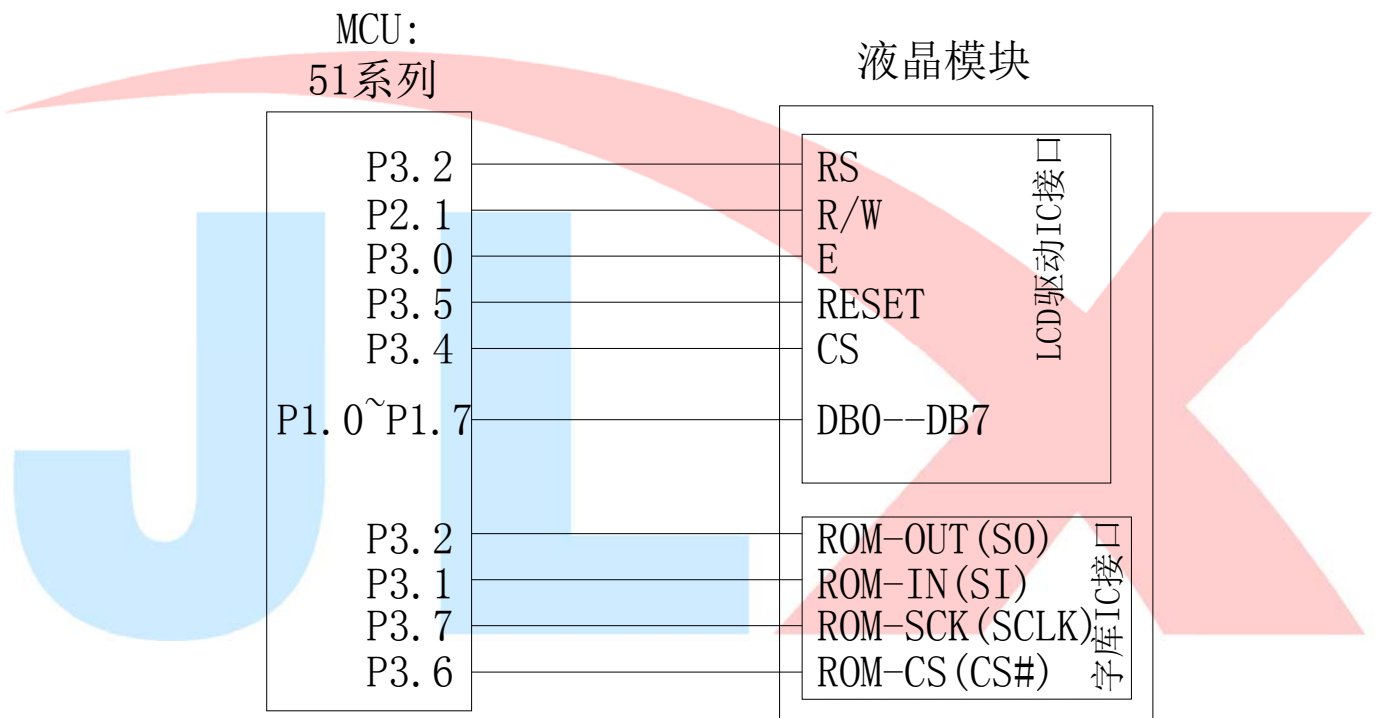 MCU:
51系列
液晶模块
P3.2
RS
P2.1
R/W
P3.0
E
P3.5
RESET
P3.4
CS
P1.0~P1.7
DB0--DB7
LCD驱动IC接口
P3.2
ROM-OUT(SO)
P3.1
ROM-IN(SI)
P3.7
ROM-SCK(SCLK)
P3.6
ROM-CS(CS#)
字库IC接口
JLX